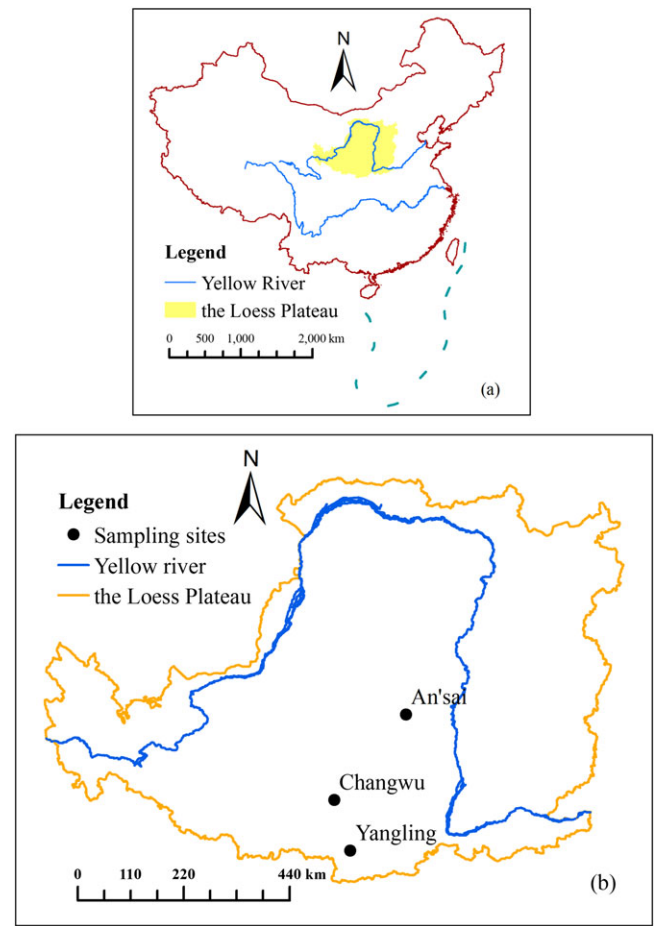 N
Legend
Yellow River
the Loess Plateau
0 500 1,000 2,000 km
(a)
N
Legend
Sampling sites
Yellow river
the Loess Plateau
An'sai
Changwu
Yangling
0 110 220 440 km
(b)